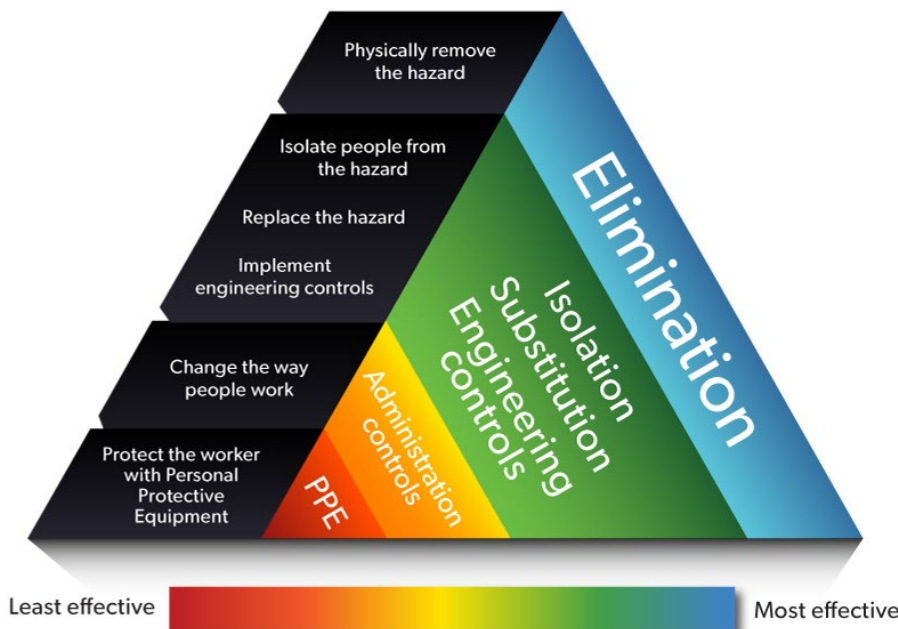 Physically remove
the hazard
Isolate people from
the hazard
Replace the hazard
Implement
engineering controls
Change the way
people work
Protect the worker
with Personal
Protective
Equipment
PPE
Administration
controls
Isolation
Substitution
Engineering
controls
Elimination
Least effective
Most effective